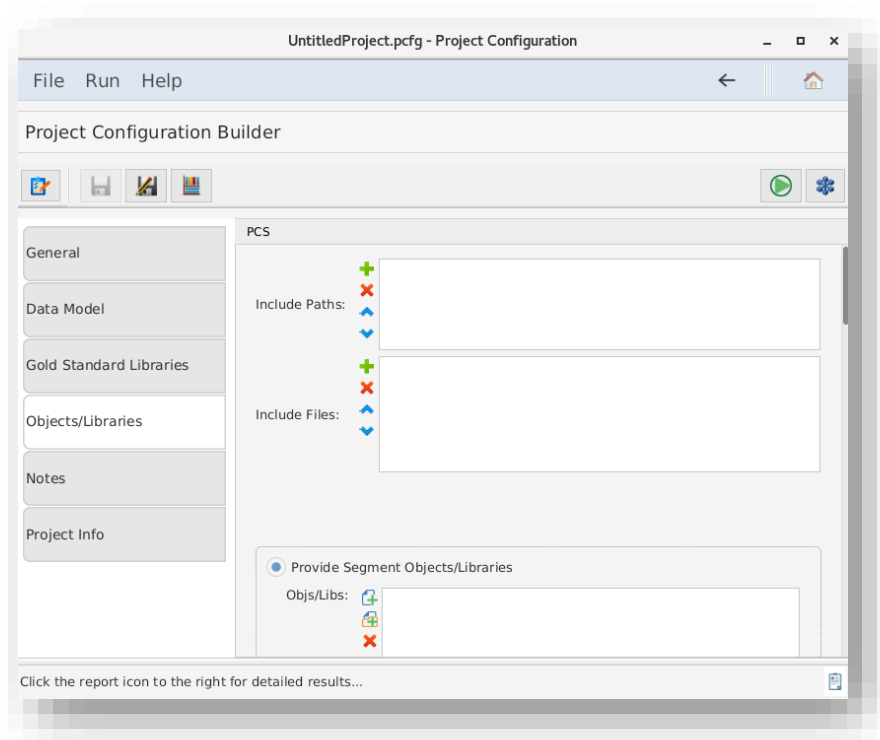 UntitledProject.pcfg - Project Configuration
File Run Help
Project Configuration Builder
PCS
General
Data Model
Gold Standard Libraries
Objects/Libraries
Notes
Project Info
Include Paths:
Include Files:
Provide Segment Objects/Libraries
Objs/Libs:
Click the report icon to the right for detailed results...